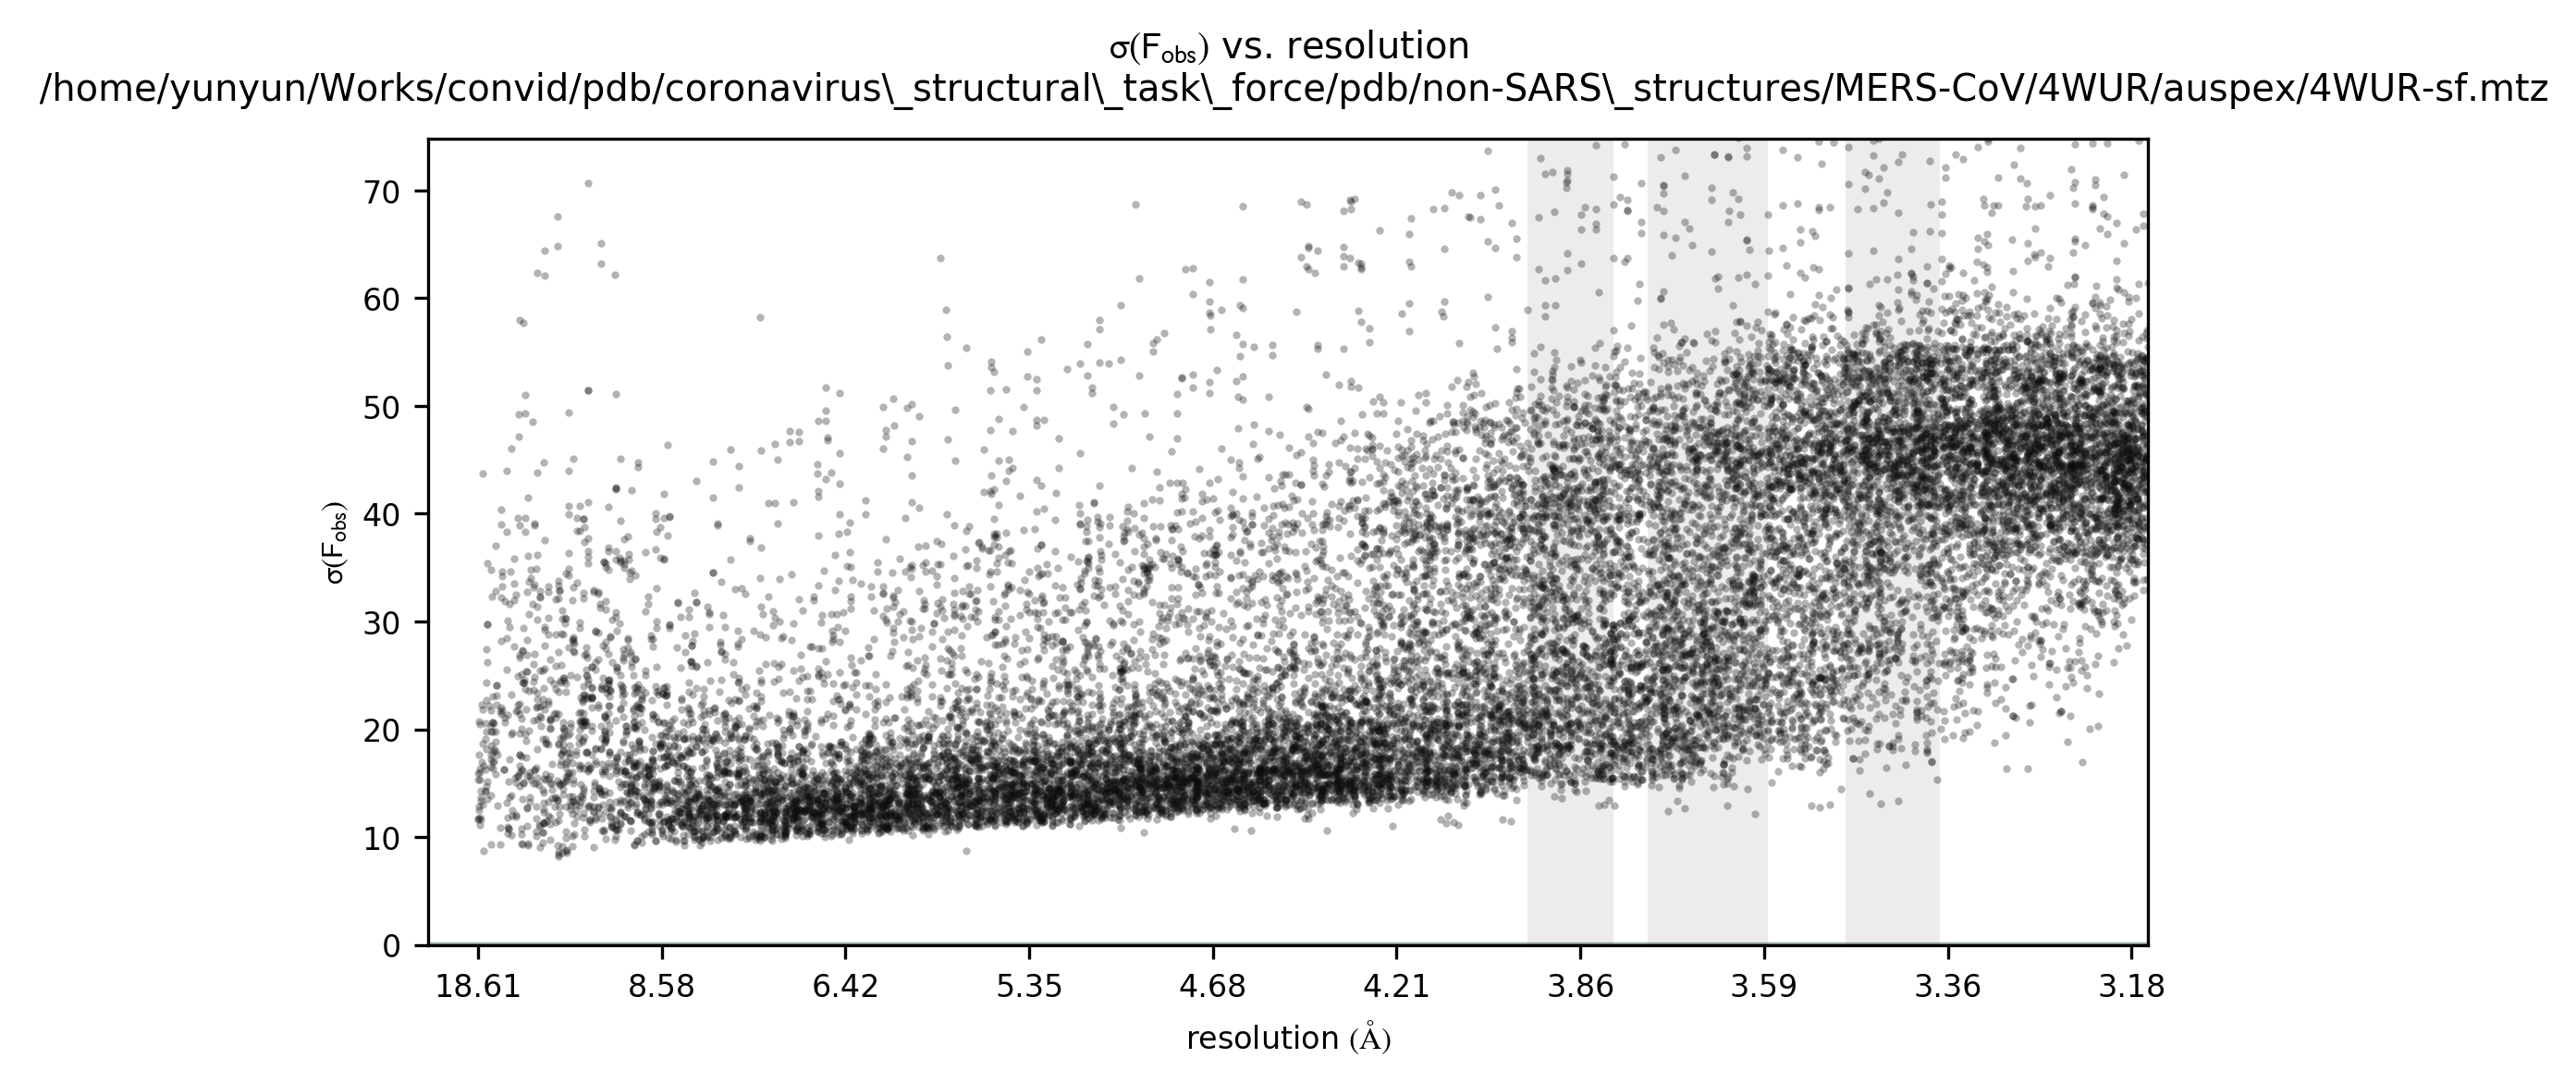 σ(Fobs) vs. resolution
/home/yunyun/Works/convid/pdb/coronavirus\_structural\_task\_force/pdb/non-SARS\_structures/MERS-CoV/4WUR/auspex/4WUR-sf.mtz
σ(Fobs)
70
60
50
40
30
20
10
0
18.61 8.58 6.42 5.35 4.68 4.21 3.86 3.59 3.36 3.18
resolution (Å)